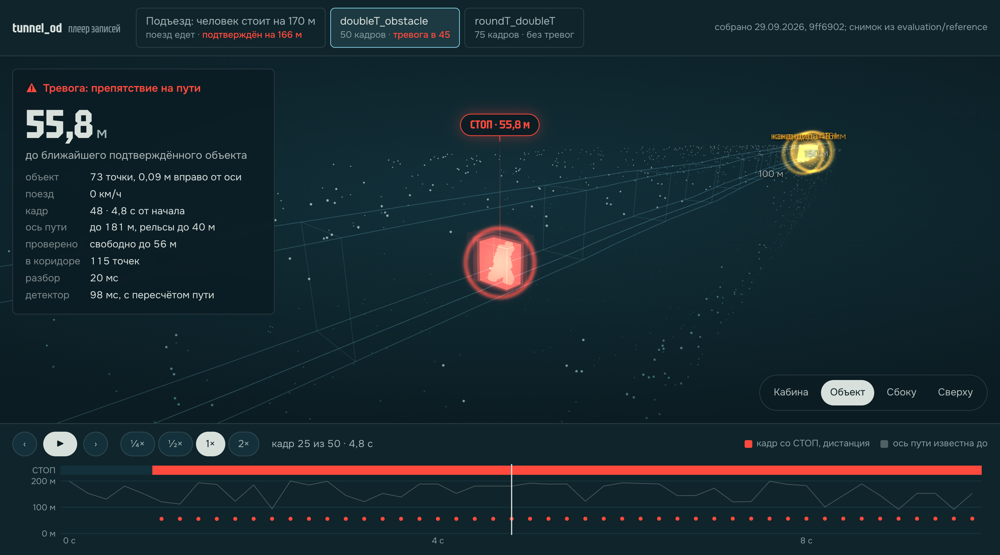 tunnel_od плеер записей
Подъезд: человек стоит на 170 м
поезд едет · подтверждён на 166 м
doubleT_obstacle
50 кадров · тревога в 45
roundT_doubleT
75 кадров · без тревог
собрано 29.09.2026, 9ff6902; снимок из evaluation/reference
Тревога: препятствие на пути
55,8 м
до ближайшего подтверждённого объекта
объект 73 точки, 0,09 м вправо от оси
поезд 0 км/ч
кадр 48 · 4,8 с от начала
ось пути до 181 м, рельсы до 40 м
проверено свободно до 56 м
в коридоре 115 точек
разбор 20 мс
детектор 98 мс, с пересчётом пути
СТОП · 55,8 м
150 м
100 м
Кабина Объект Сбоку Сверху
‹ › ¼× ½× 1× 2× кадр 25 из 50 · 4,8 с
кадр со СТОП, дистанция ось пути известна до
СТОП
200 м
100 м
0 м
0 с 4 с 8 с